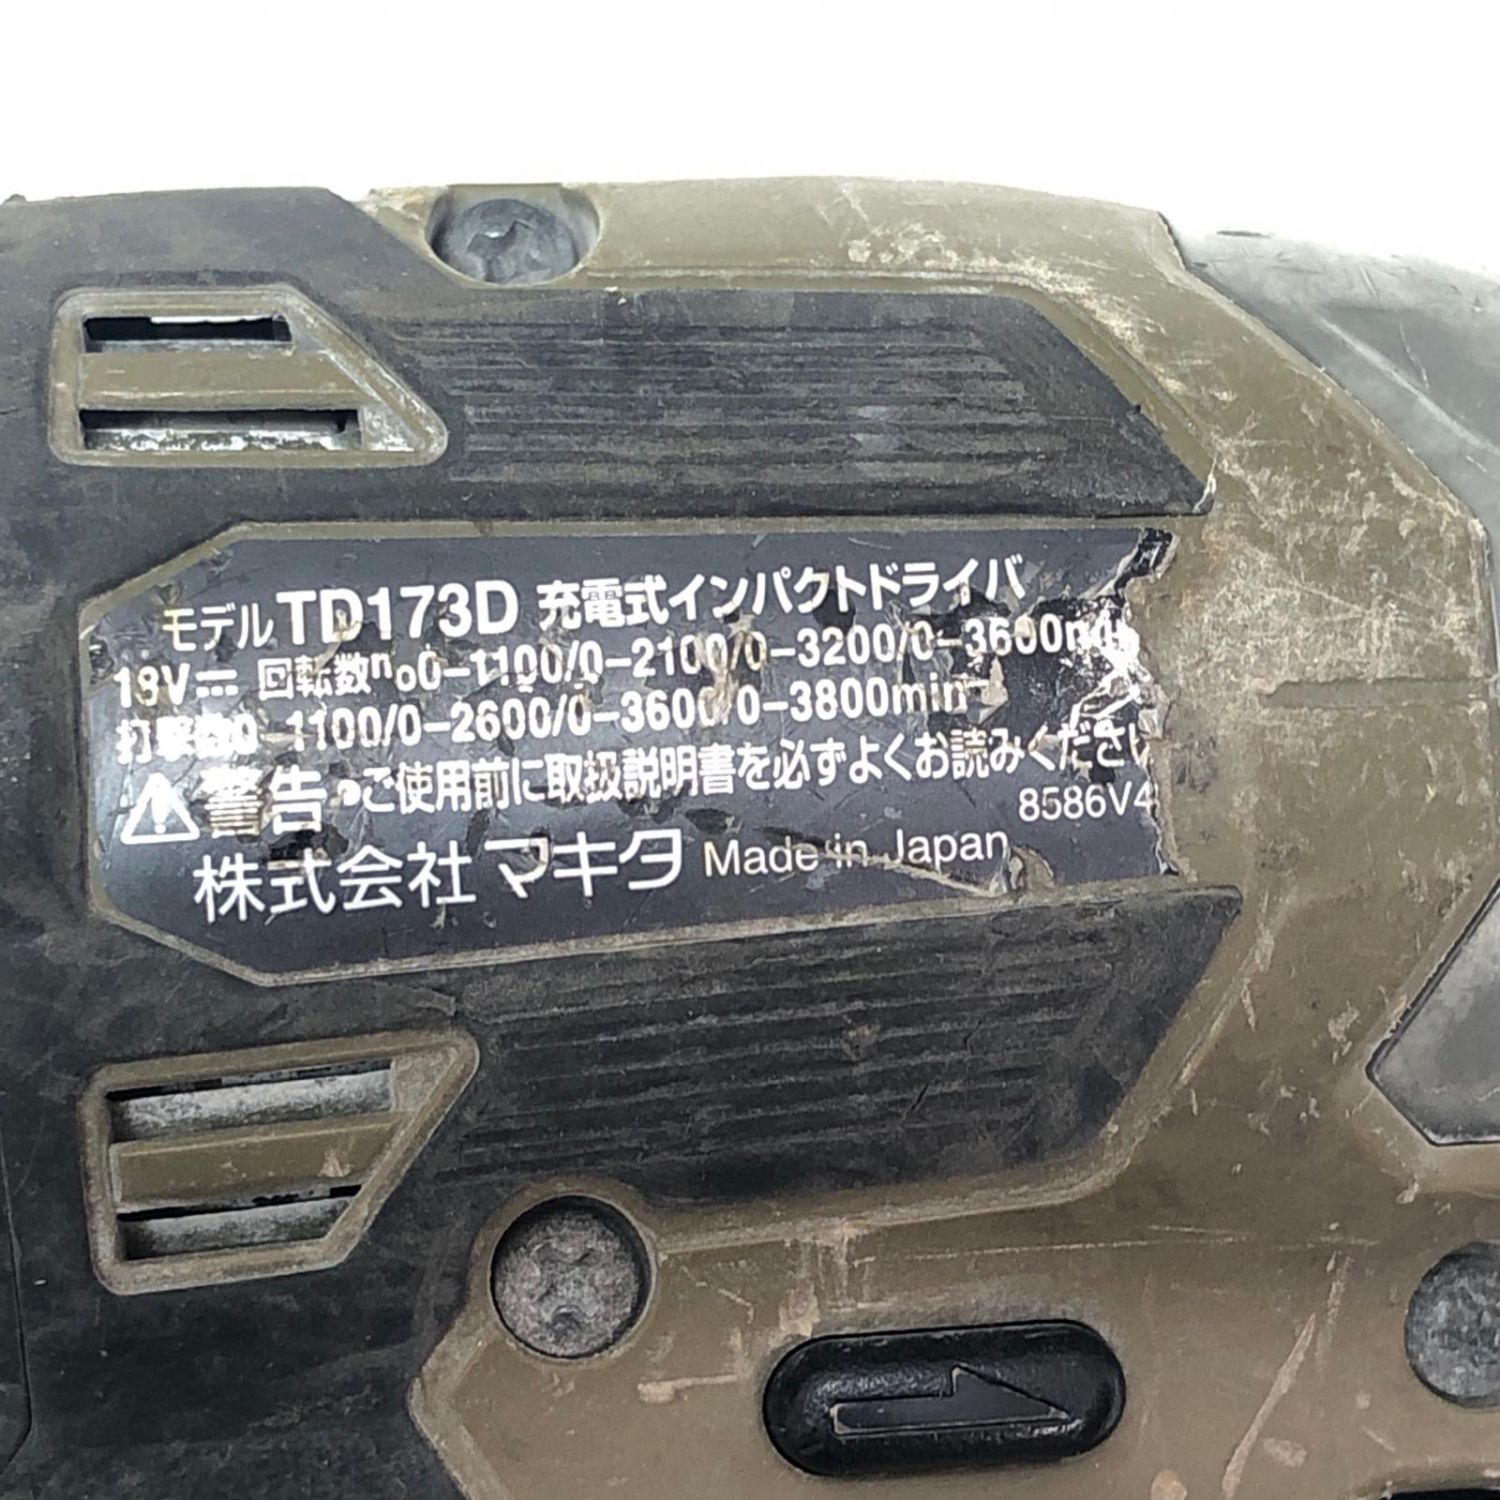 モデル TD173D 充電式インパクトドライバ
18V⎓ 回転数 n₀0-1100/0-2100/0-3200/0-3600
打撃数0-1100/0-2600/0-3600/0-3800min⁻
⚠警告・ご使用前に取扱説明書を必ずよくお読みくださ
8586V4
株式会社マキタ Made in Japan